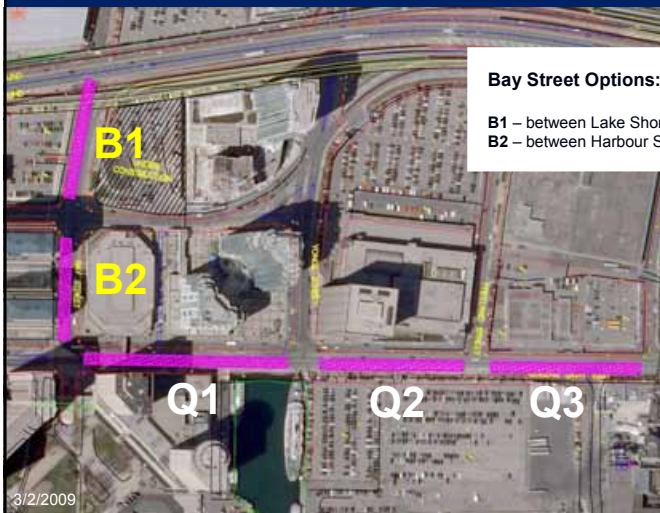 Bay Street Options:
B1 – between Lake Shor
B2 – between Harbour S
B1
B2
Q1
Q2
Q3
3/2/2009